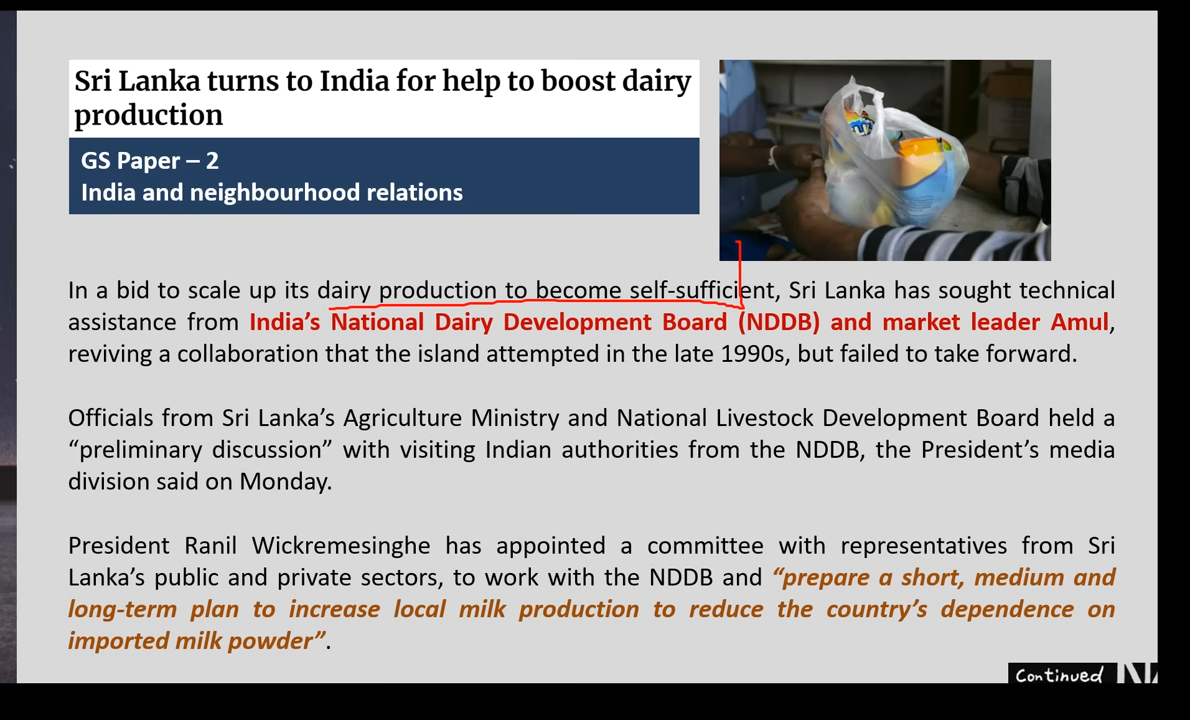 Sri Lanka turns to India for help to boost dairy
production
GS Paper – 2
India and neighbourhood relations
In a bid to scale up its dairy production to become self-sufficient, Sri Lanka has sought technical
assistance from India’s National Dairy Development Board (NDDB) and market leader Amul,
reviving a collaboration that the island attempted in the late 1990s, but failed to take forward.
Officials from Sri Lanka’s Agriculture Ministry and National Livestock Development Board held a
“preliminary discussion” with visiting Indian authorities from the NDDB, the President’s media
division said on Monday.
President Ranil Wickremesinghe has appointed a committee with representatives from Sri
Lanka’s public and private sectors, to work with the NDDB and “prepare a short, medium and
long-term plan to increase local milk production to reduce the country’s dependence on
imported milk powder”.
Continued